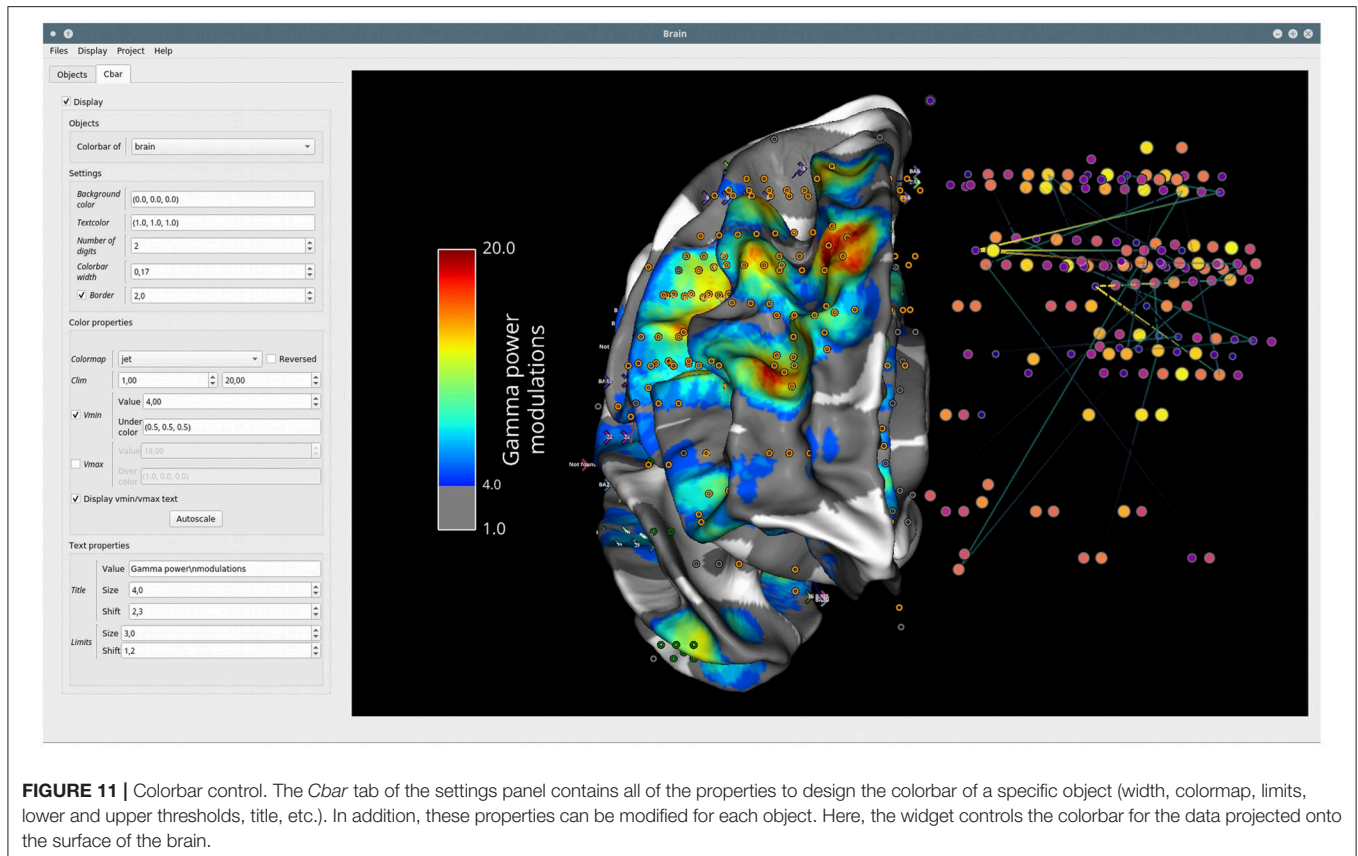 Brain
Files Display Project Help
Objects Cbar
Display
Objects
Colorbar of brain
Settings
Background
color
(0.0, 0.0, 0.0)
Textcolor (1.0, 1.0, 1.0)
Number of
digits
2
Colorbar
width
0,17
Border 2,0
Color properties
Colormap jet Reversed
Clim 1,00 20,00
Vmin
Value 4,00
Under
color
(0.5, 0.5, 0.5)
Vmax
Value 18,00
Over
color
(1.0, 0.0, 0.0)
Display vmin/vmax text
Autoscale
Text properties
Title
Value Gamma power\nmodulations
Size 4,0
Shift 2,3
Limits
Size 3,0
Shift 1,2
20.0
4.0
1.0
Gamma power
modulations
Not
Not foun
BA6
FIGURE 11 | Colorbar control. The Cbar tab of the settings panel contains all of the properties to design the colorbar of a specific object (width, colormap, limits,
lower and upper thresholds, title, etc.). In addition, these properties can be modified for each object. Here, the widget controls the colorbar for the data projected onto
the surface of the brain.